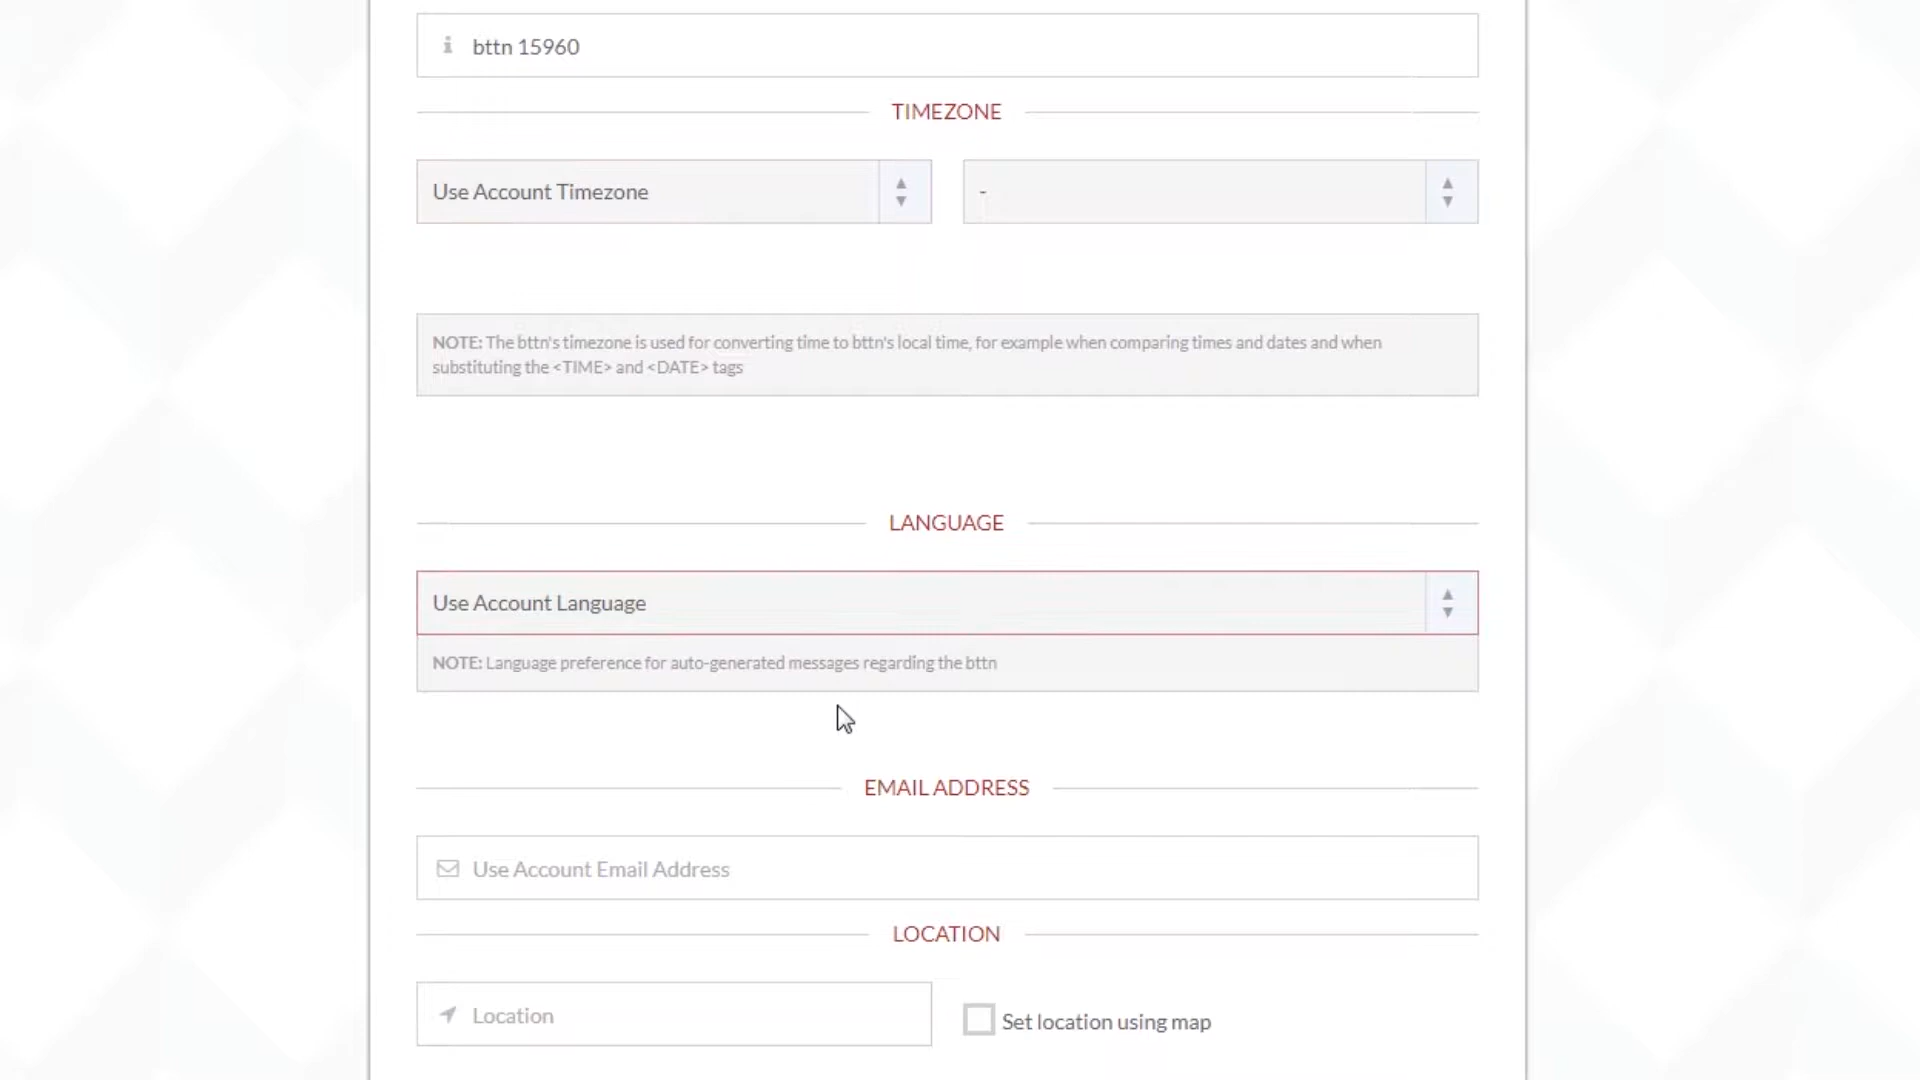 bttn 15960
TIMEZONE
Use Account Timezone
-
NOTE: The bttn's timezone is used for converting time to bttn's local time, for example when comparing times and dates and when
substituting the <TIME> and <DATE> tags
LANGUAGE
Use Account Language
NOTE: Language preference for auto-generated messages regarding the bttn
EMAIL ADDRESS
Use Account Email Address
LOCATION
Location
Set location using map